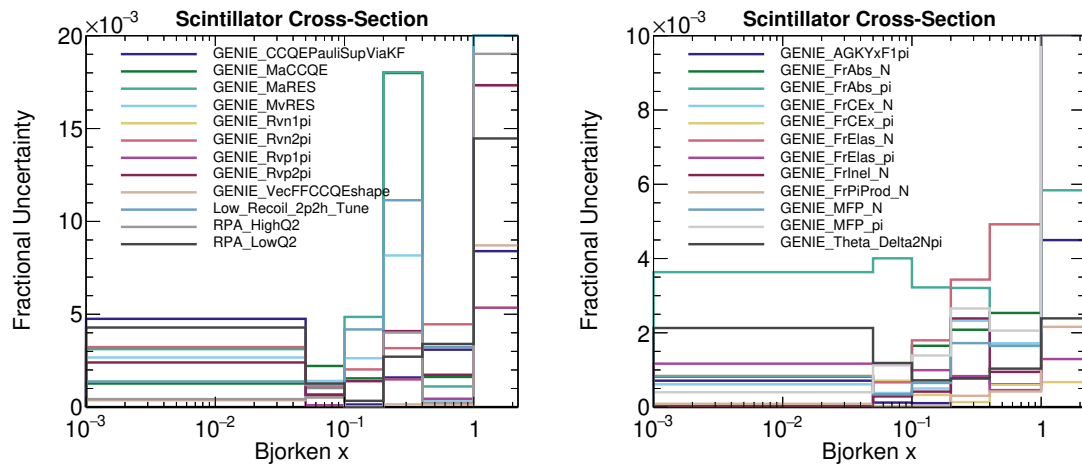 Scintillator Cross-Section
20 ×10⁻³
15
10
5
0
Fractional Uncertainty
GENIE_CCQEPauliSupViaKF
GENIE_MaCCQE
GENIE_MaRES
GENIE_MvRES
GENIE_Rvn1pi
GENIE_Rvn2pi
GENIE_Rvp1pi
GENIE_Rvp2pi
GENIE_VecFFCCQEshape
Low_Recoil_2p2h_Tune
RPA_HighQ2
RPA_LowQ2
10⁻³ 10⁻² 10⁻¹ 1
Bjorken x
Scintillator Cross-Section
10 ×10⁻³
8
6
4
2
0
Fractional Uncertainty
GENIE_AGKYxF1pi
GENIE_FrAbs_N
GENIE_FrAbs_pi
GENIE_FrCEx_N
GENIE_FrCEx_pi
GENIE_FrElas_N
GENIE_FrElas_pi
GENIE_FrInel_N
GENIE_FrPiProd_N
GENIE_MFP_N
GENIE_MFP_pi
GENIE_Theta_Delta2Npi
10⁻³ 10⁻² 10⁻¹ 1
Bjorken x